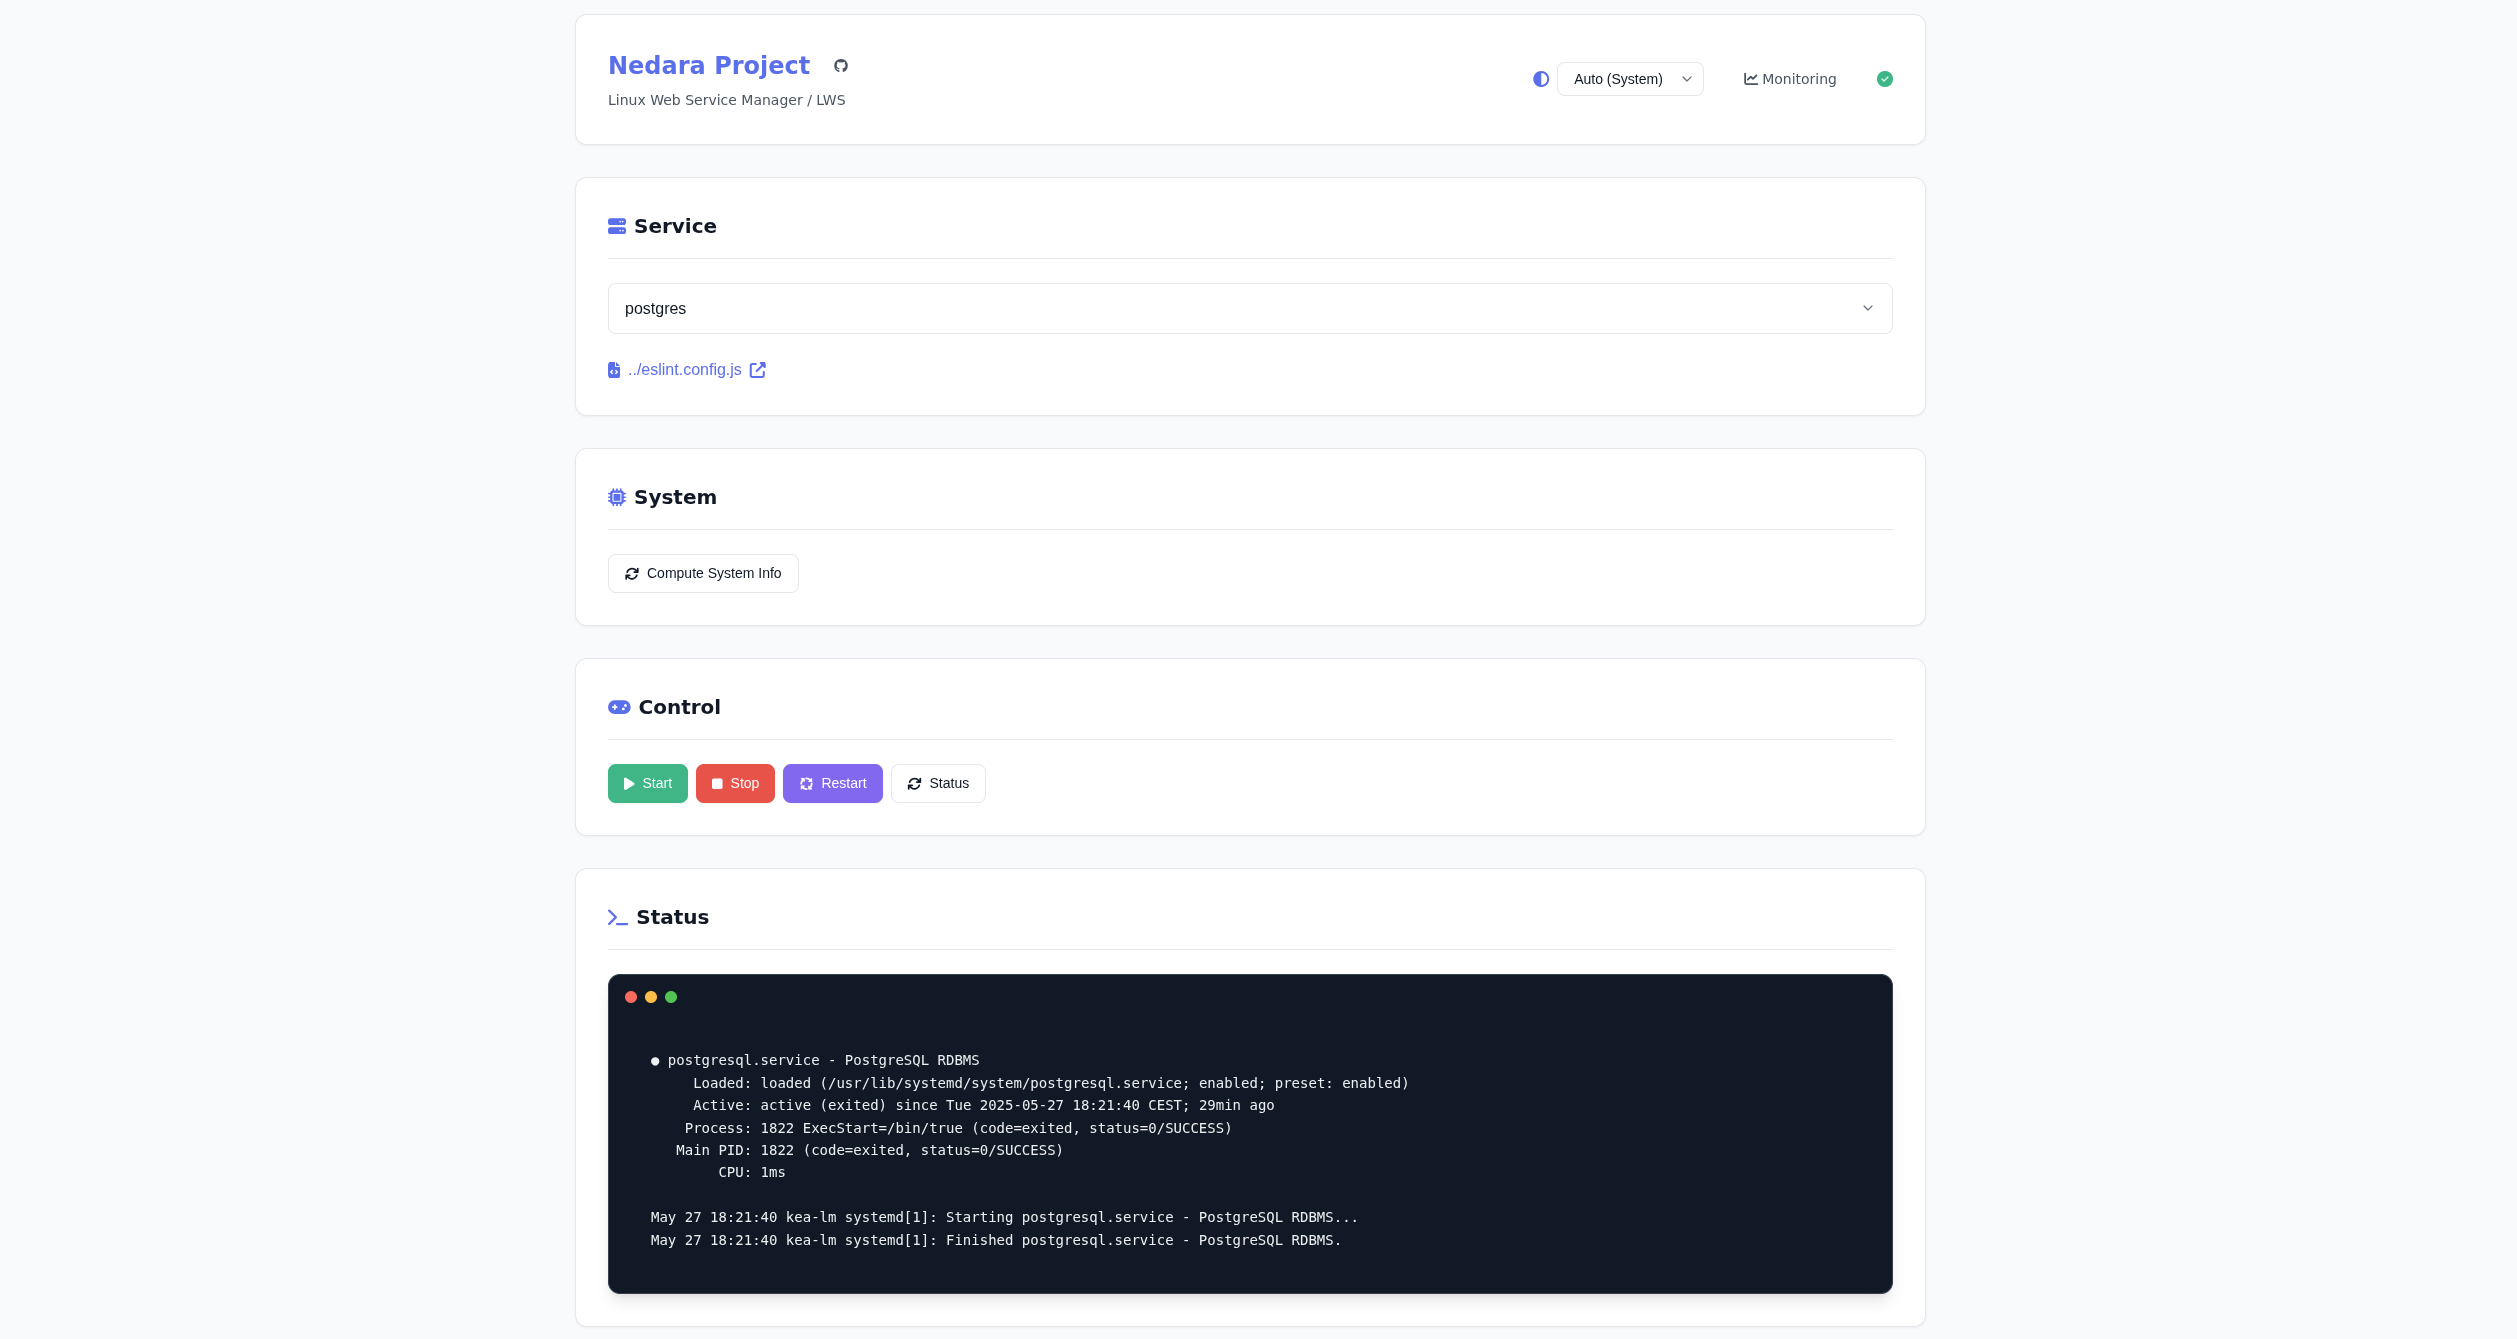 Nedara Project
Linux Web Service Manager / LWS
Auto (System)
Monitoring
Service
postgres
../eslint.config.js
System
Compute System Info
Control
Start
Stop
Restart
Status
Status
● postgresql.service - PostgreSQL RDBMS
     Loaded: loaded (/usr/lib/systemd/system/postgresql.service; enabled; preset: enabled)
     Active: active (exited) since Tue 2025-05-27 18:21:40 CEST; 29min ago
    Process: 1822 ExecStart=/bin/true (code=exited, status=0/SUCCESS)
   Main PID: 1822 (code=exited, status=0/SUCCESS)
        CPU: 1ms
May 27 18:21:40 kea-lm systemd[1]: Starting postgresql.service - PostgreSQL RDBMS...
May 27 18:21:40 kea-lm systemd[1]: Finished postgresql.service - PostgreSQL RDBMS.